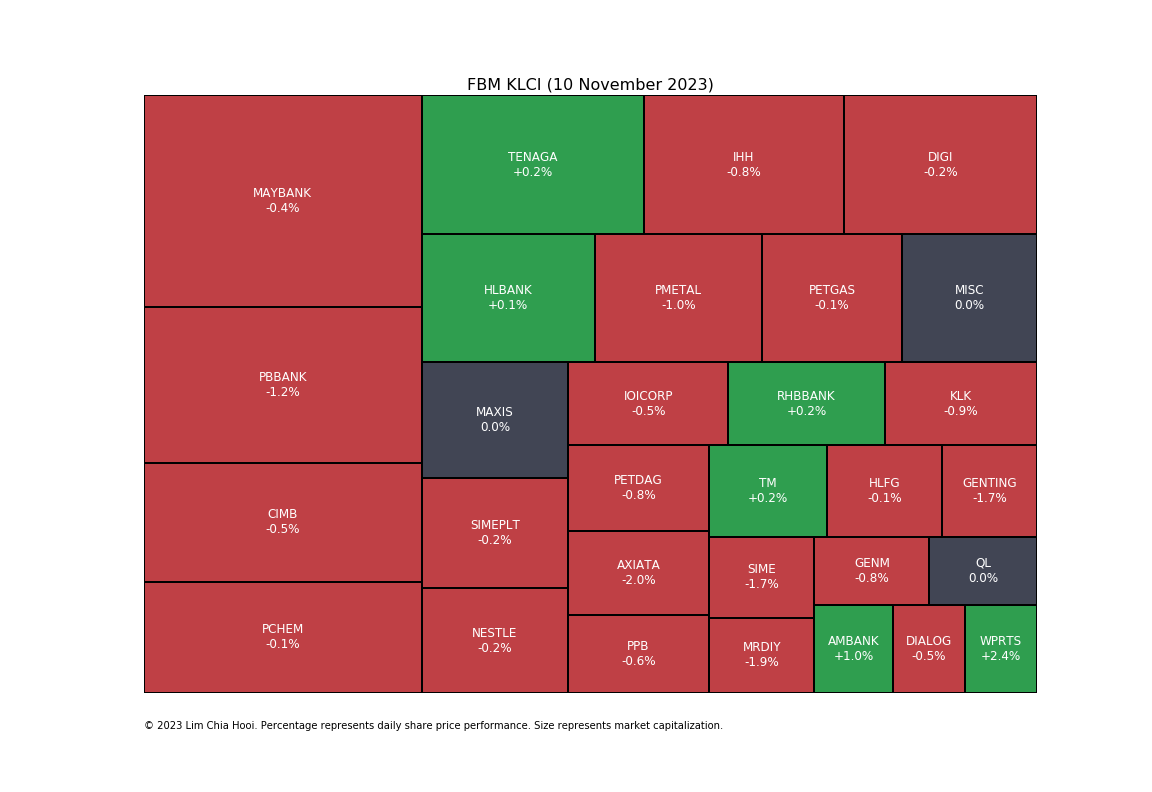 FBM KLCI (10 November 2023)
MAYBANK
-0.4%
PBBANK
-1.2%
CIMB
-0.5%
PCHEM
-0.1%
TENAGA
+0.2%
IHH
-0.8%
DIGI
-0.2%
HLBANK
+0.1%
PMETAL
-1.0%
PETGAS
-0.1%
MISC
0.0%
MAXIS
0.0%
SIMEPLT
-0.2%
NESTLE
-0.2%
IOICORP
-0.5%
RHBBANK
+0.2%
KLK
-0.9%
PETDAG
-0.8%
AXIATA
-2.0%
PPB
-0.6%
TM
+0.2%
HLFG
-0.1%
GENTING
-1.7%
SIME
-1.7%
MRDIY
-1.9%
GENM
-0.8%
QL
0.0%
AMBANK
+1.0%
DIALOG
-0.5%
WPRTS
+2.4%
© 2023 Lim Chia Hooi. Percentage represents daily share price performance. Size represents market capitalization.